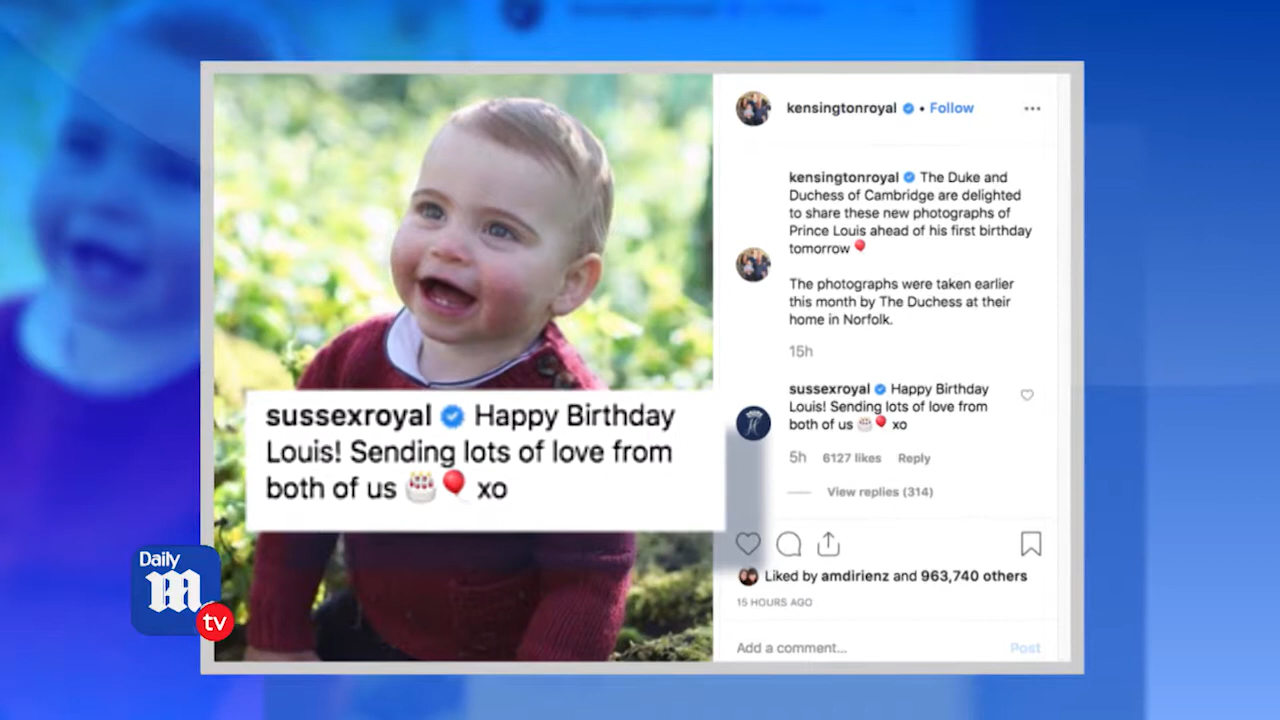 kensingtonroyal • Follow
kensingtonroyal The Duke and
Duchess of Cambridge are delighted
to share these new photographs of
Prince Louis ahead of his first birthday
tomorrow 🎈
The photographs were taken earlier
this month by The Duchess at their
home in Norfolk.
15h
sussexroyal Happy Birthday
Louis! Sending lots of love from
both of us 🎂🎈 xo
5h 6127 likes Reply
View replies (314)
Liked by amdirienz and 963,740 others
15 HOURS AGO
Add a comment... Post
sussexroyal Happy Birthday
Louis! Sending lots of love from
both of us 🎂🎈 xo
Daily
M
tv